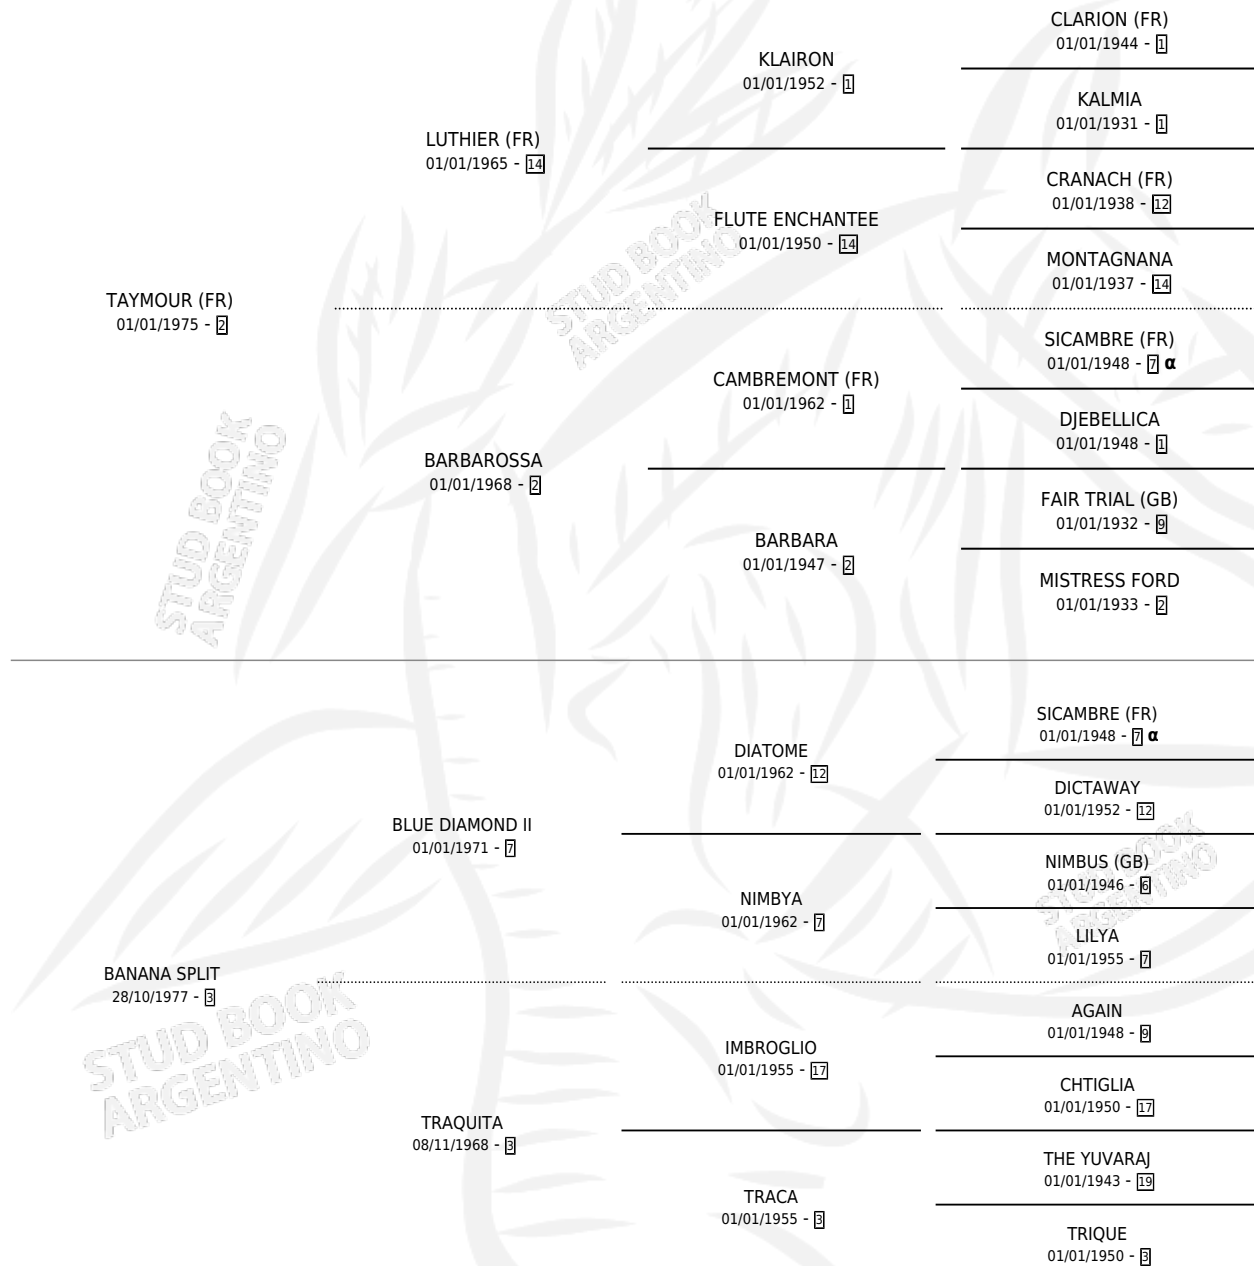 CLARION (FR)
01/01/1944 - 1
KLAIRON
01/01/1952 - 1
KALMIA
01/01/1931 - 1
LUTHIER (FR)
01/01/1965 - 14
CRANACH (FR)
01/01/1938 - 12
FLUTE ENCHANTEE
01/01/1950 - 14
MONTAGNANA
01/01/1937 - 14
STUD BOOK
ARGENTINO
TAYMOUR (FR)
01/01/1975 - 2
SICAMBRE (FR)
01/01/1948 - 7 α
CAMBREMONT (FR)
01/01/1962 - 1
DJEBELLICA
01/01/1948 - 1
BARBAROSSA
01/01/1968 - 2
FAIR TRIAL (GB)
01/01/1932 - 9
BARBARA
01/01/1947 - 2
MISTRESS FORD
01/01/1933 - 2
STUD BOOK
ARGENTINO
SICAMBRE (FR)
01/01/1948 - 7 α
DIATOME
01/01/1962 - 12
DICTAWAY
01/01/1952 - 12
BLUE DIAMOND II
01/01/1971 - 7
NIMBUS (GB)
01/01/1946 - 6
NIMBYA
01/01/1962 - 7
LILYA
01/01/1955 - 7
STUD BOOK
ARGENTINO
BANANA SPLIT
28/10/1977 - 3
AGAIN
01/01/1948 - 9
IMBROGLIO
01/01/1955 - 17
CHTIGLIA
01/01/1950 - 17
STUD BOOK
ARGENTINO
TRAQUITA
08/11/1968 - 3
THE YUVARAJ
01/01/1943 - 19
TRACA
01/01/1955 - 3
TRIQUE
01/01/1950 - 3